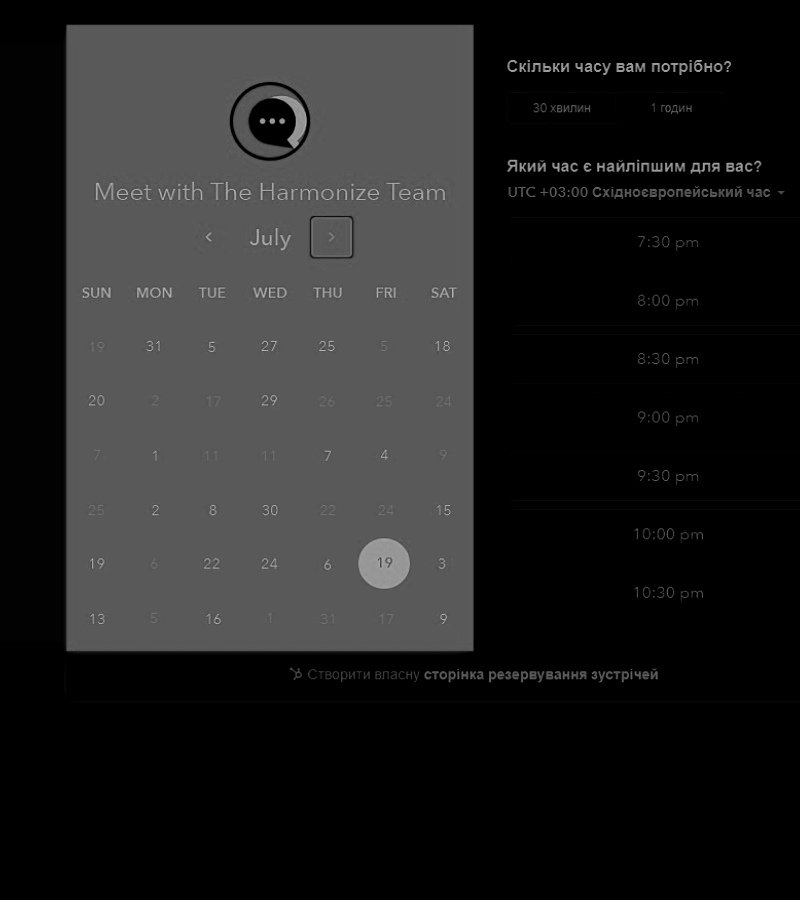 Meet with The Harmonize Team
July
SUN MON TUE WED THU FRI SAT
19 31 5 27 25 5 18
20 2 17 29 26 25 24
7 1 11 11 7 4 9
25 2 8 30 22 24 15
19 6 22 24 6 19 3
13 5 16 1 31 17 9
Скільки часу вам потрібно?
30 хвилин 1 годин
Який час є найліпшим для вас?
UTC +03:00 Східноєвропейський час
7:30 pm
8:00 pm
8:30 pm
9:00 pm
9:30 pm
10:00 pm
10:30 pm
Створити власну сторінка резервування зустрічей